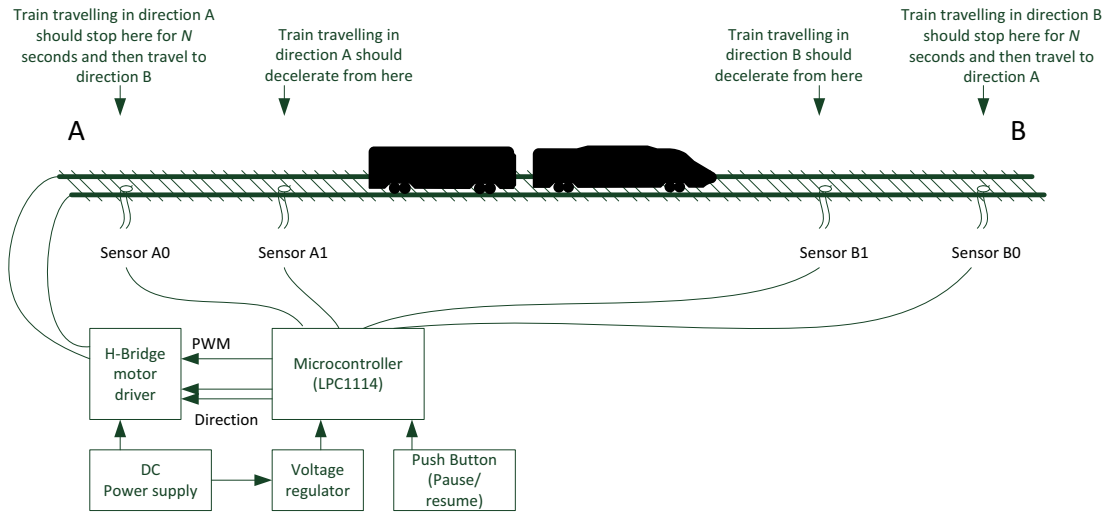 Train travelling in direction A
should stop here for N
seconds and then travel to
direction B
Train travelling in
direction A should
decelerate from here
Train travelling in
direction B should
decelerate from here
Train travelling in direction B
should stop here for N
seconds and then travel to
direction A
A
B
Sensor A0
Sensor A1
Sensor B1
Sensor B0
H-Bridge
motor
driver
PWM
Direction
Microcontroller
(LPC1114)
DC
Power supply
Voltage
regulator
Push Button
(Pause/
resume)